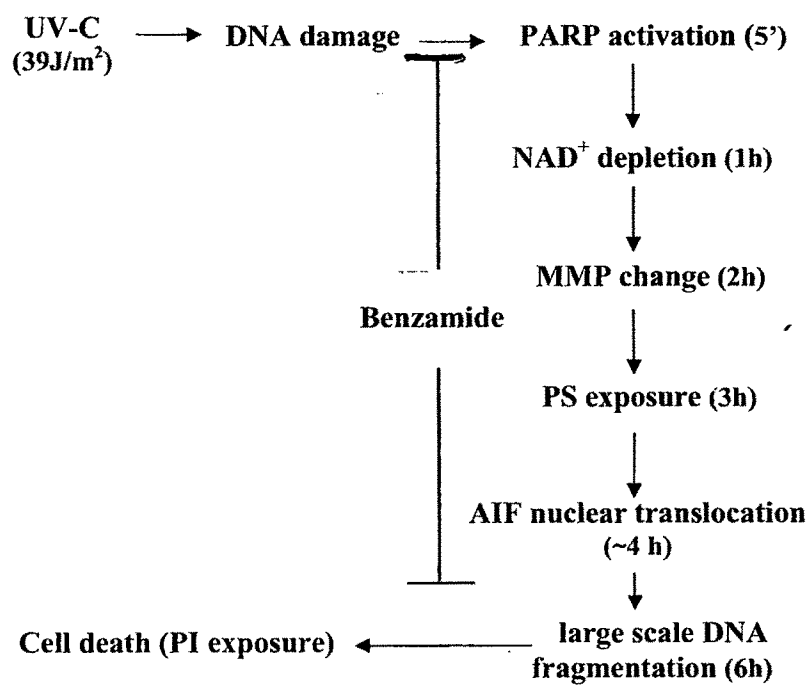 UV-C
(39J/m²)
DNA damage
PARP activation (5’)
NAD⁺ depletion (1h)
MMP change (2h)
Benzamide
PS exposure (3h)
AIF nuclear translocation
(~4 h)
large scale DNA
fragmentation (6h)
Cell death (PI exposure)